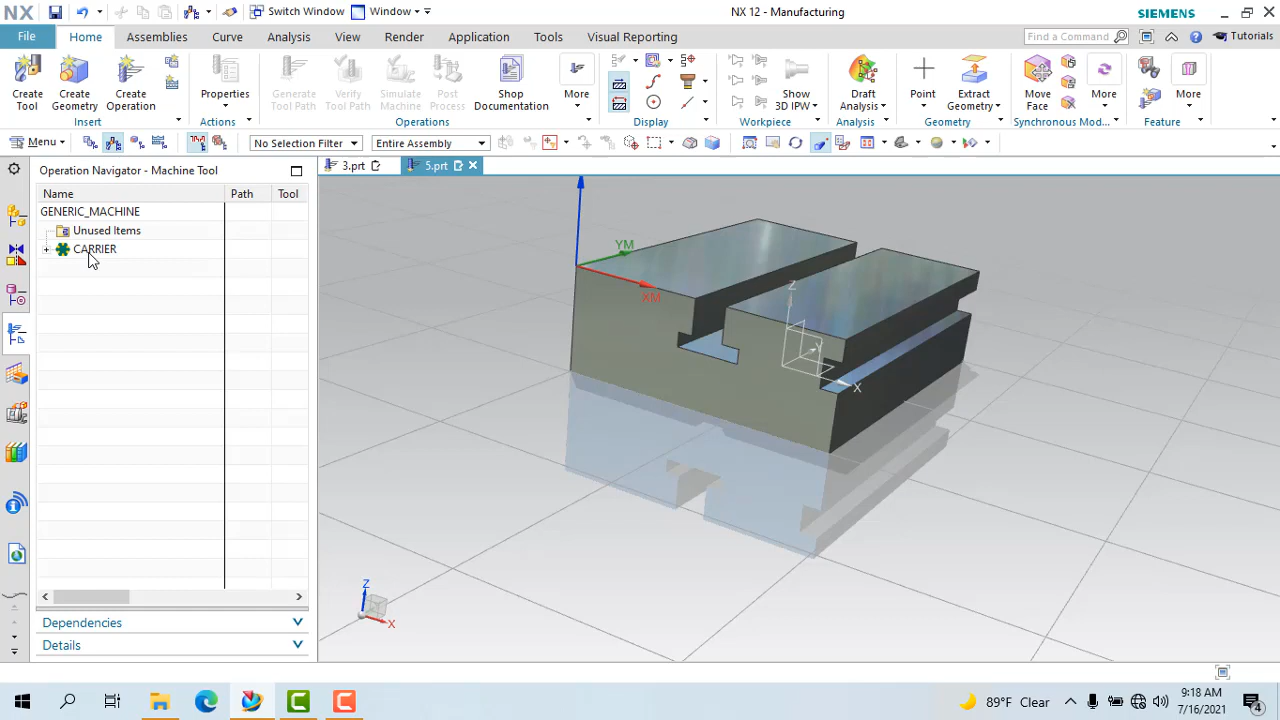 NX Switch Window Window NX 12 - Manufacturing SIEMENS
File Home Assemblies Curve Analysis View Render Application Tools Visual Reporting Find a Command Tutorials
Create Tool Create Geometry Create Operation Properties Generate Tool Path Verify Tool Path Simulate Machine Post Process Shop Documentation More Show 3D IPW Draft Analysis Point Extract Geometry Move Face More More
Insert Actions Operations Display Workpiece Analysis Geometry Synchronous Mod... Feature
Menu No Selection Filter Entire Assembly
Operation Navigator - Machine Tool 3.prt 5.prt
Name Path Tool
GENERIC_MACHINE
Unused Items
CARRIER
YM
XM
Z
Y
X
Z
X
Dependencies
Details
89°F Clear 9:18 AM
7/16/2021
4